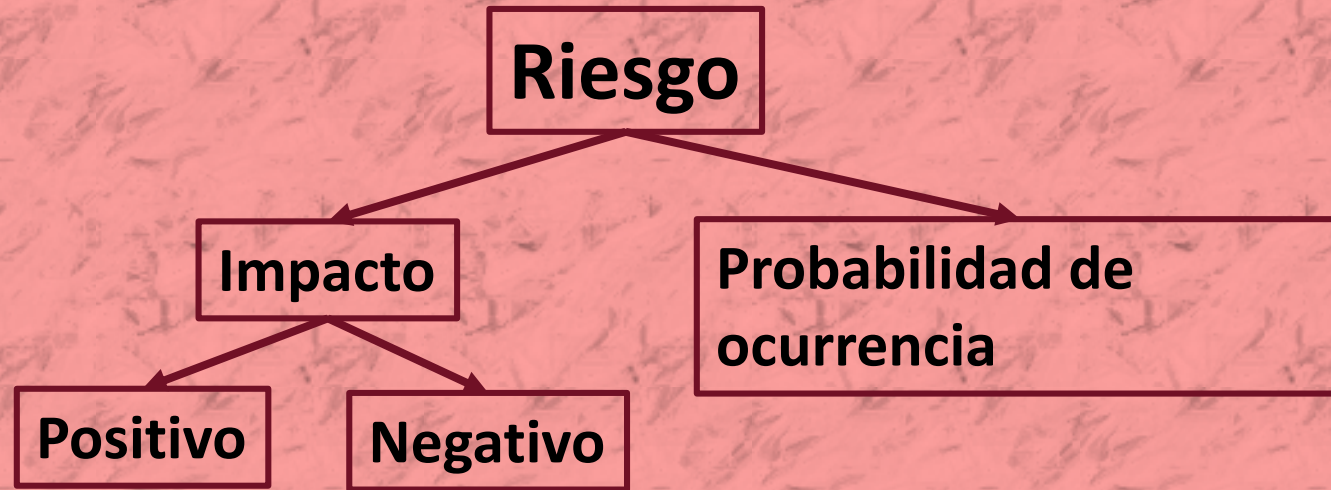 Riesgo
Impacto
Probabilidad de
ocurrencia
Positivo
Negativo